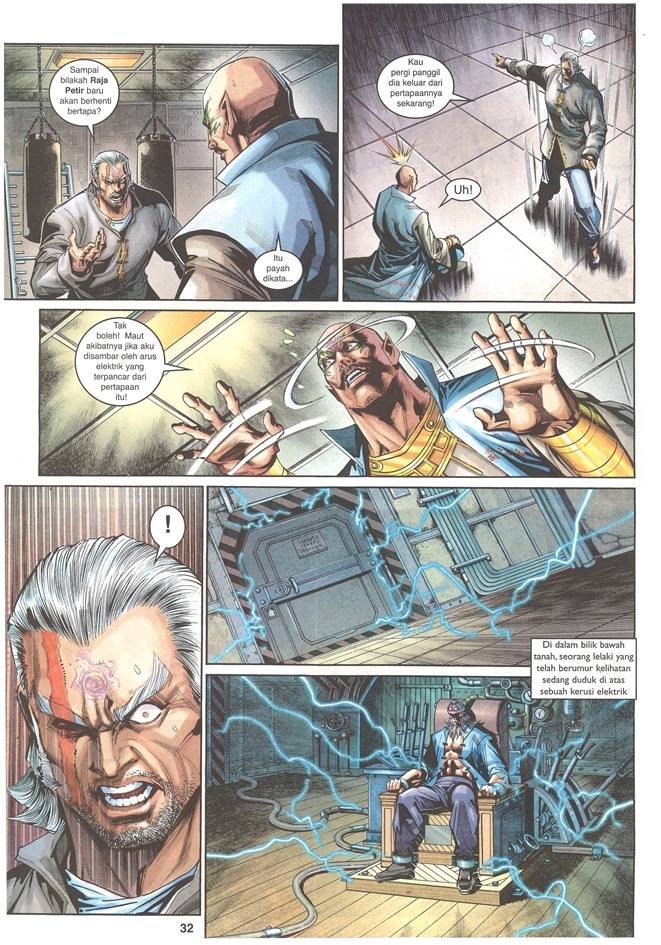 Sampai
bilakah Raja
Petir baru
akan berhenti
bertapa?
Itu
payah
dikata...
Kau
pergi panggil
dia keluar dari
pertapaannya
sekarang!
Uh!
Tak
boleh! Maut
akibatnya jika aku
disambar oleh arus
elektrik yang
terpancar dari
pertapaan
itu!
!
Di dalam bilik bawah
tanah, seorang lelaki yang
telah berumur kelihatan
sedang duduk di atas
sebuah kerusi elektrik
32